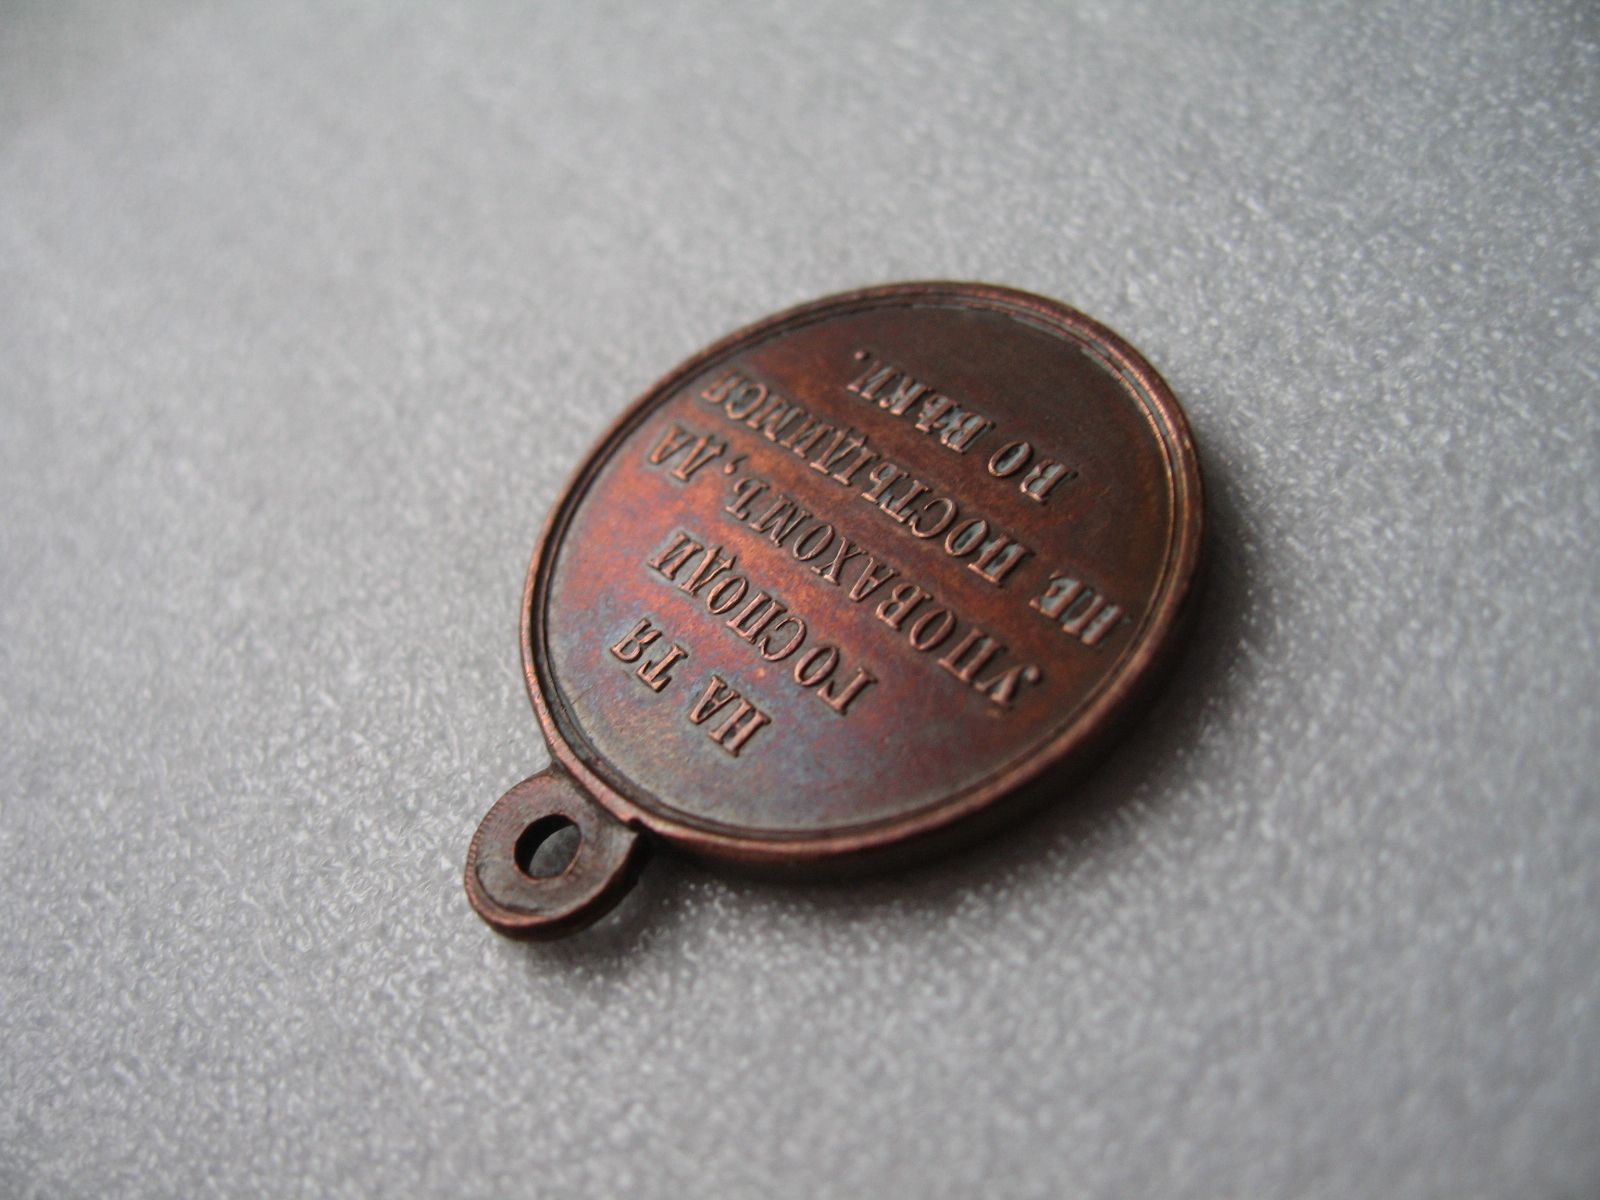 НА ТЯ
ГОСПОДИ
УПОВАХОМЪ, ДА
НЕ ПОСТЫДИМСЯ
ВО ВѢКИ.